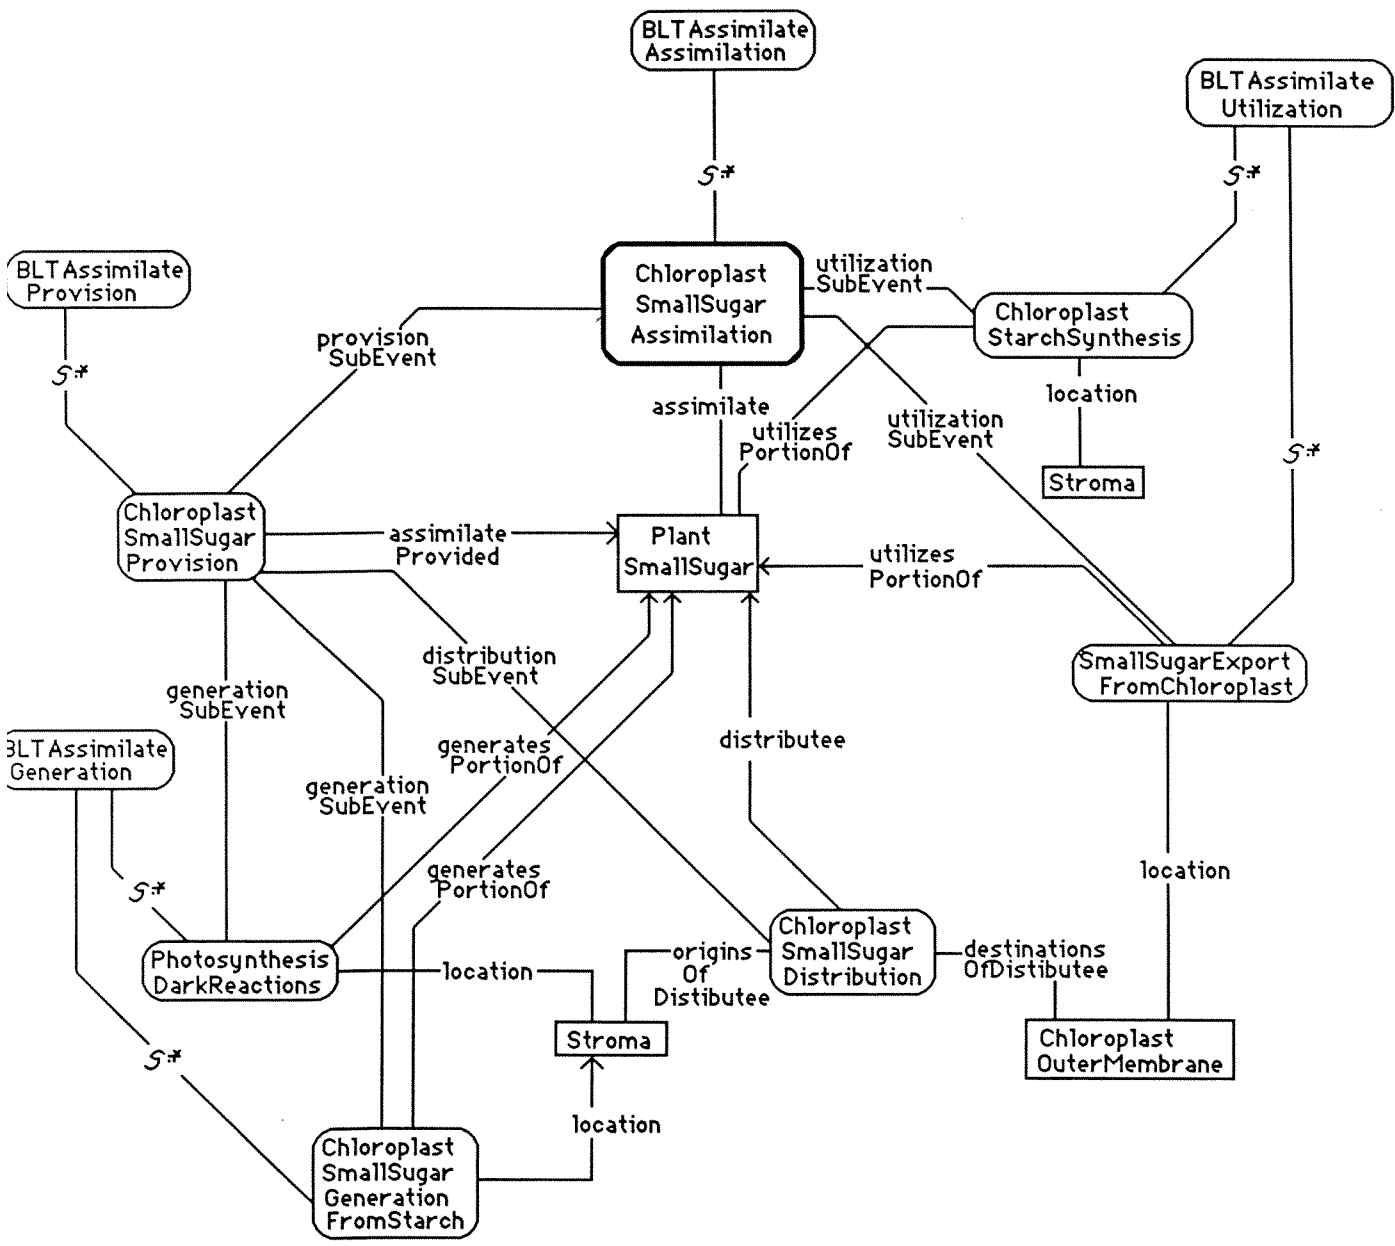 BLTAssimilate
Assimilation
BLTAssimilate
Utilization
S:*
S:*
BLTAssimilate
Provision
Chloroplast
SmallSugar
Assimilation
utilization
SubEvent
Chloroplast
StarchSynthesis
provision
SubEvent
S:*
assimilate
location
utilizes
PortionOf
utilization
SubEvent
S:*
Stroma
Chloroplast
SmallSugar
Provision
assimilate
Provided
Plant
SmallSugar
utilizes
PortionOf
distribution
SubEvent
SmallSugarExport
FromChloroplast
generation
SubEvent
BLTAssimilate
Generation
generates
PortionOf
distributee
generation
SubEvent
generates
PortionOf
location
S:*
Chloroplast
SmallSugar
Distribution
Photosynthesis
DarkReactions
location
origins
Of
Distibutee
destinations
OfDistibutee
Stroma
Chloroplast
OuterMembrane
S:*
location
Chloroplast
SmallSugar
Generation
FromStarch